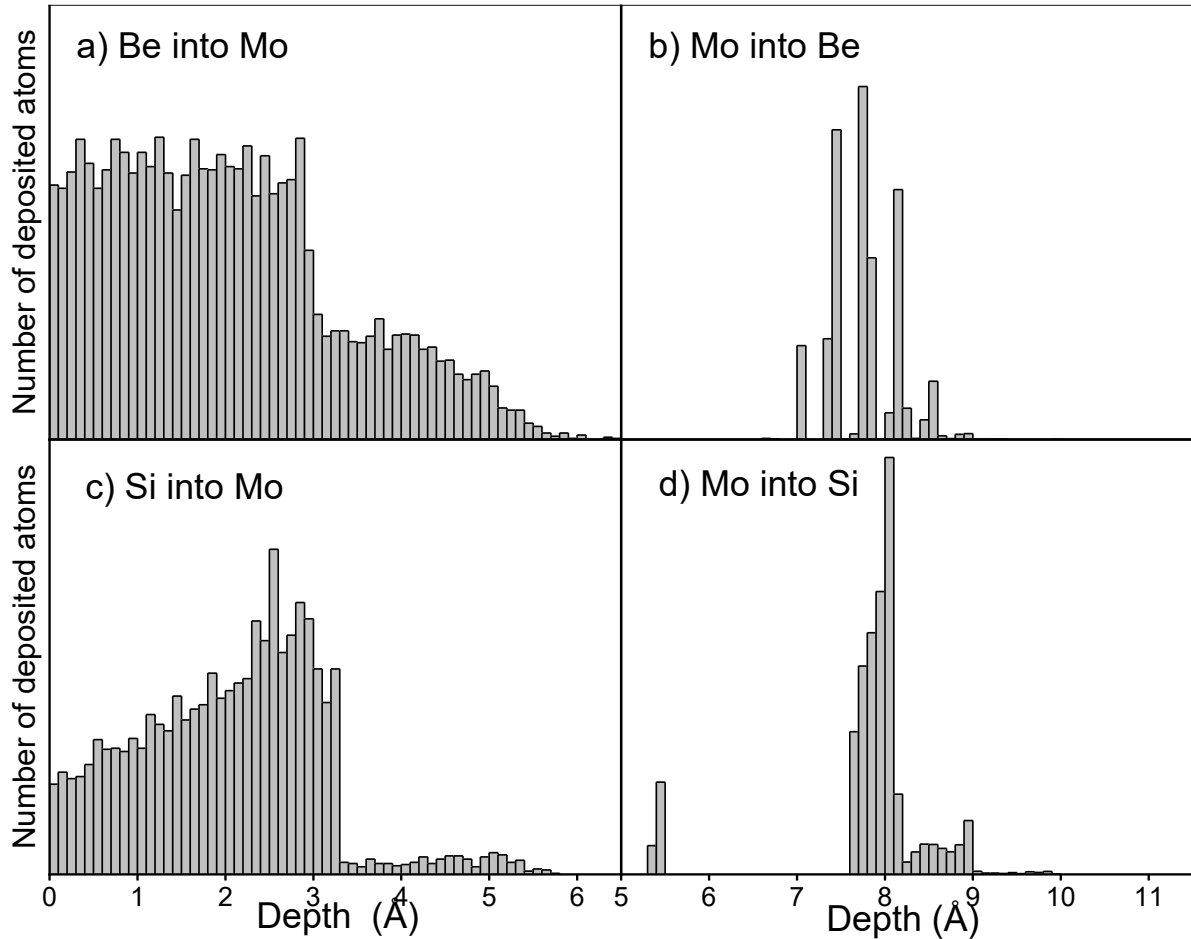 a) Be into Mo
b) Mo into Be
Number of deposited atoms
c) Si into Mo
d) Mo into Si
Number of deposited atoms
0 1 2 3 4 5 6 5 6 7 8 9 10 11
Depth (Å)
Depth (Å)